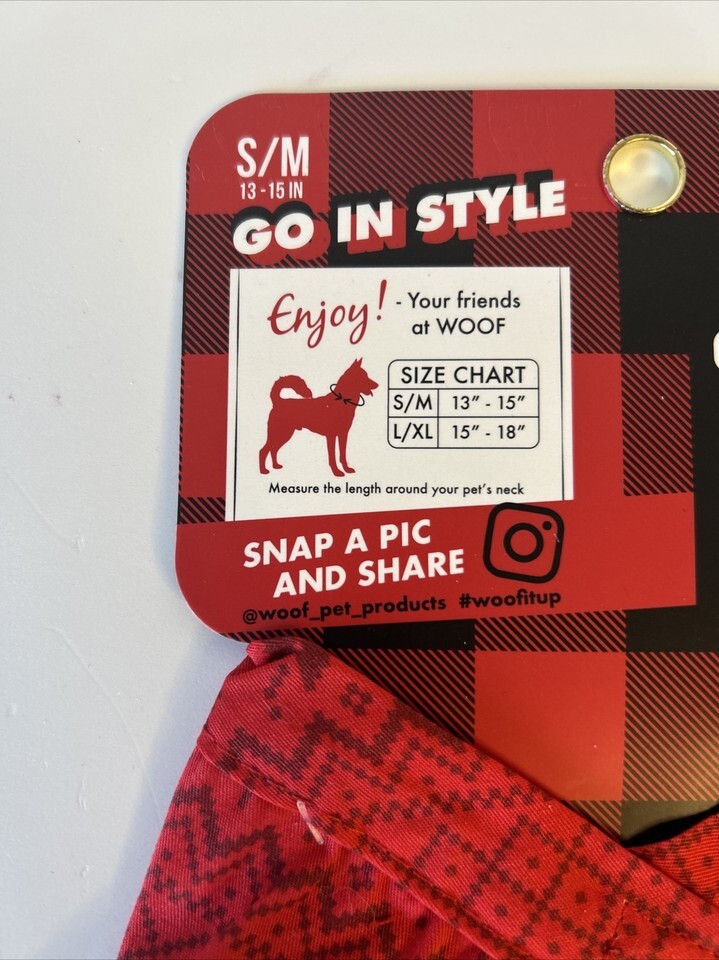 S/M
13 - 15 IN
GO IN STYLE
Enjoy! - Your friends
at WOOF
SIZE CHART
S/M 13" - 15"
L/XL 15" - 18"
Measure the length around your pet's neck
SNAP A PIC
AND SHARE
@woof_pet_products #woofitup